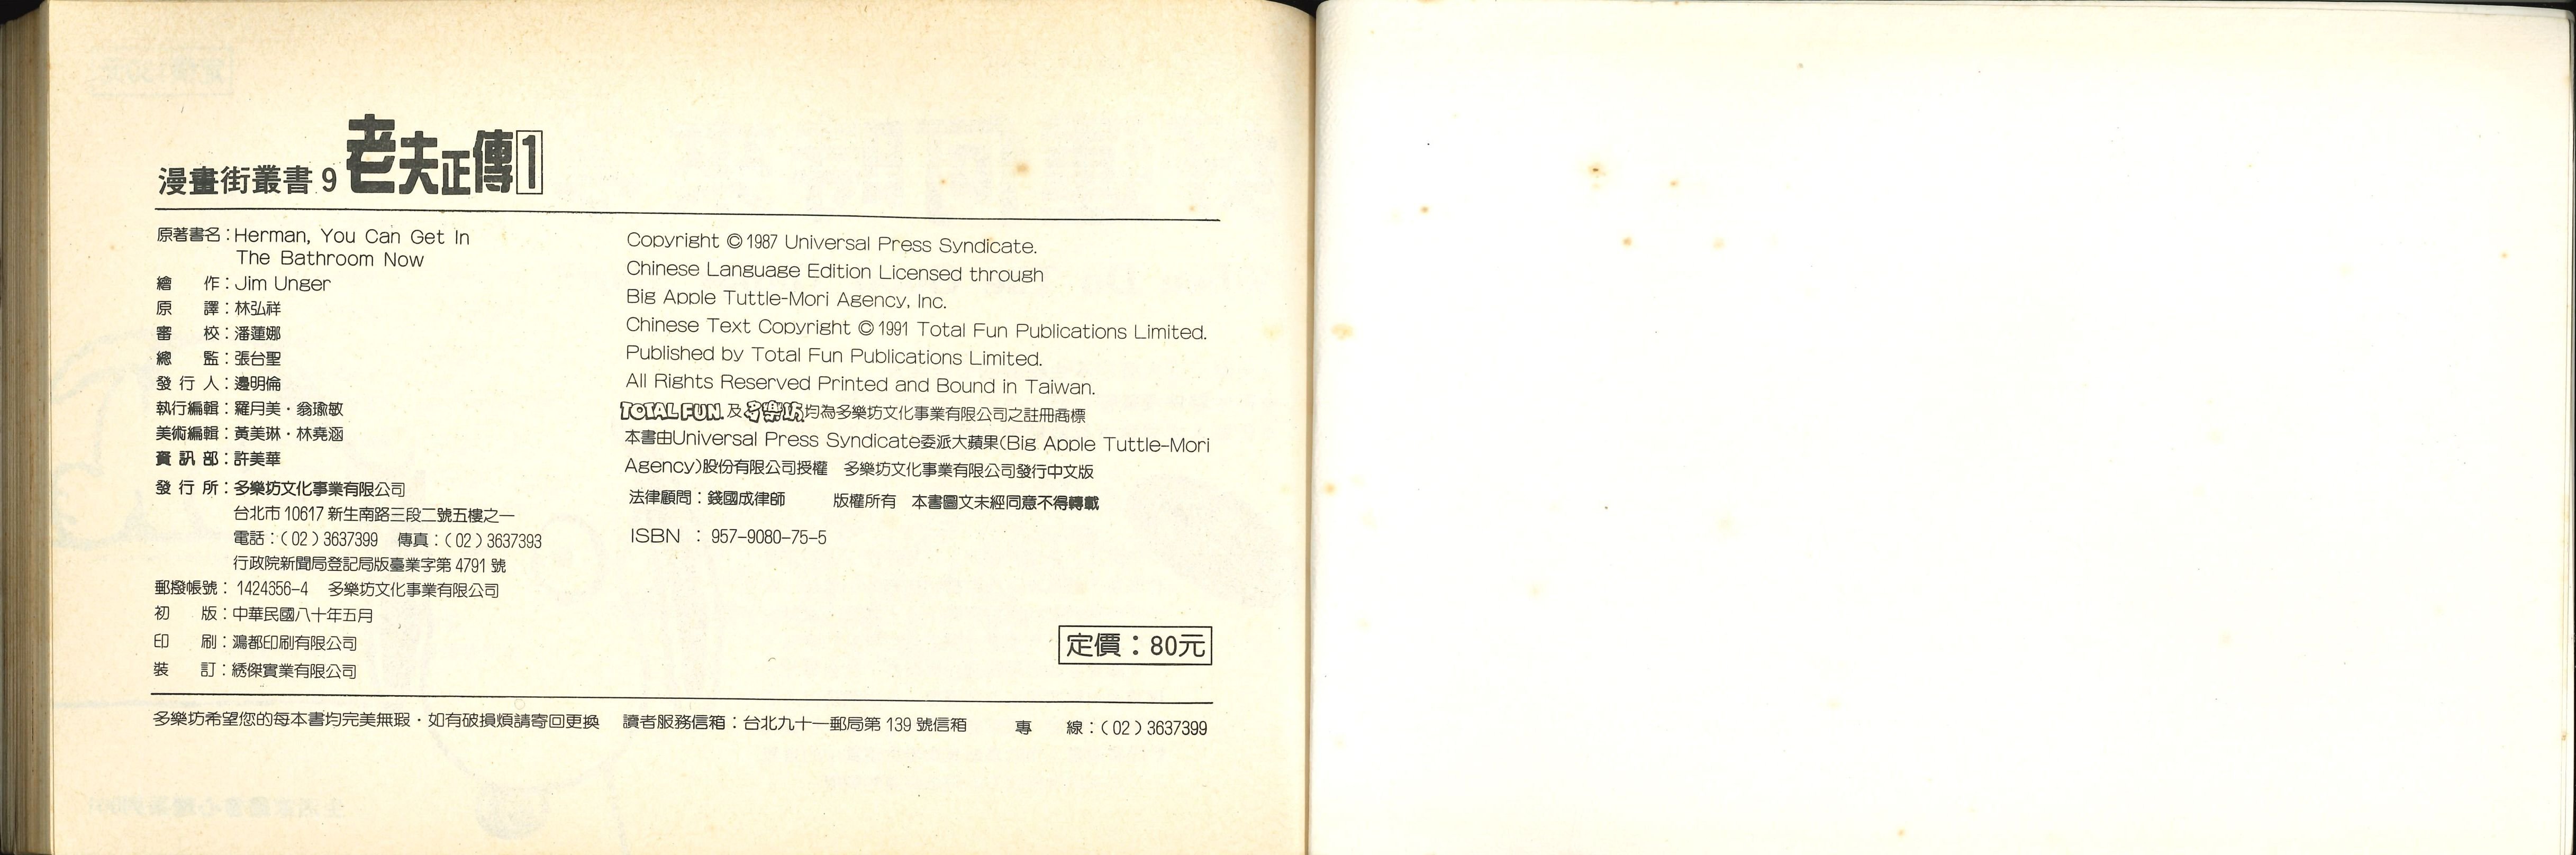 漫畫街叢書 9 老夫正傳 1
原著書名：Herman, You Can Get In
The Bathroom Now
繪　作：Jim Unger
原　譯：林弘祥
審　校：潘蓮娜
總　監：張台聖
發 行 人：邊明倫
執行編輯：羅月美・翁瑜敏
美術編輯：黃美琳・林堯涵
資 訊 部：許美華
發 行 所：多樂坊文化事業有限公司
台北市 10617 新生南路三段二號五樓之一
電話：( 02 ) 3637399　傳真：( 02 ) 3637393
行政院新聞局登記局版臺業字第 4791 號
郵撥帳號：1424356-4　多樂坊文化事業有限公司
初　版：中華民國八十年五月
印　刷：鴻都印刷有限公司
裝　訂：綉傑實業有限公司
Copyright © 1987 Universal Press Syndicate.
Chinese Language Edition Licensed through
Big Apple Tuttle-Mori Agency, Inc.
Chinese Text Copyright © 1991 Total Fun Publications Limited.
Published by Total Fun Publications Limited.
All Rights Reserved Printed and Bound in Taiwan.
TOTAL FUN. 及 多樂坊 均為多樂坊文化事業有限公司之註冊商標
本書由Universal Press Syndicate委派大蘋果(Big Apple Tuttle-Mori
Agency)股份有限公司授權　多樂坊文化事業有限公司發行中文版
法律顧問：錢國成律師　版權所有　本書圖文未經同意不得轉載
ISBN : 957-9080-75-5
定價：80元
多樂坊希望您的每本書均完美無瑕・如有破損煩請寄回更換　讀者服務信箱：台北九十一郵局第 139 號信箱　專　線：( 02 ) 3637399